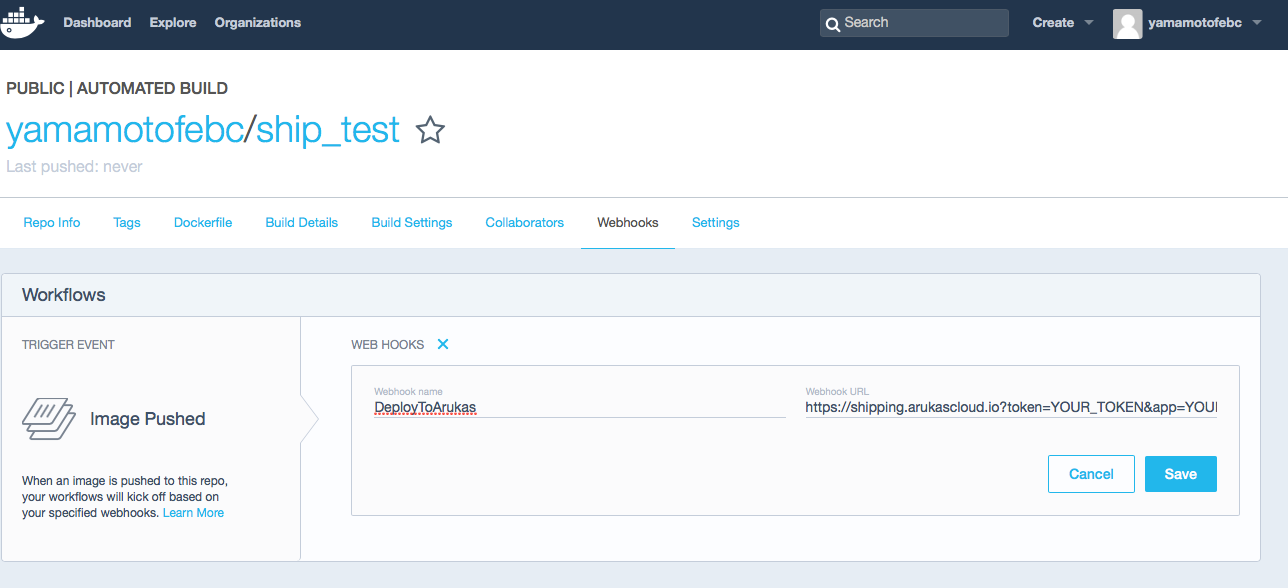 Dashboard Explore Organizations Search Create yamamotofebc
PUBLIC | AUTOMATED BUILD
yamamotofebc/ship_test
Last pushed: never
Repo Info Tags Dockerfile Build Details Build Settings Collaborators Webhooks Settings
Workflows
TRIGGER EVENT
Image Pushed
When an image is pushed to this repo,
your workflows will kick off based on
your specified webhooks. Learn More
WEB HOOKS
Webhook name
DeployToArukas
Webhook URL
https://shipping.arukascloud.io?token=YOUR_TOKEN&app=YOU
Cancel Save